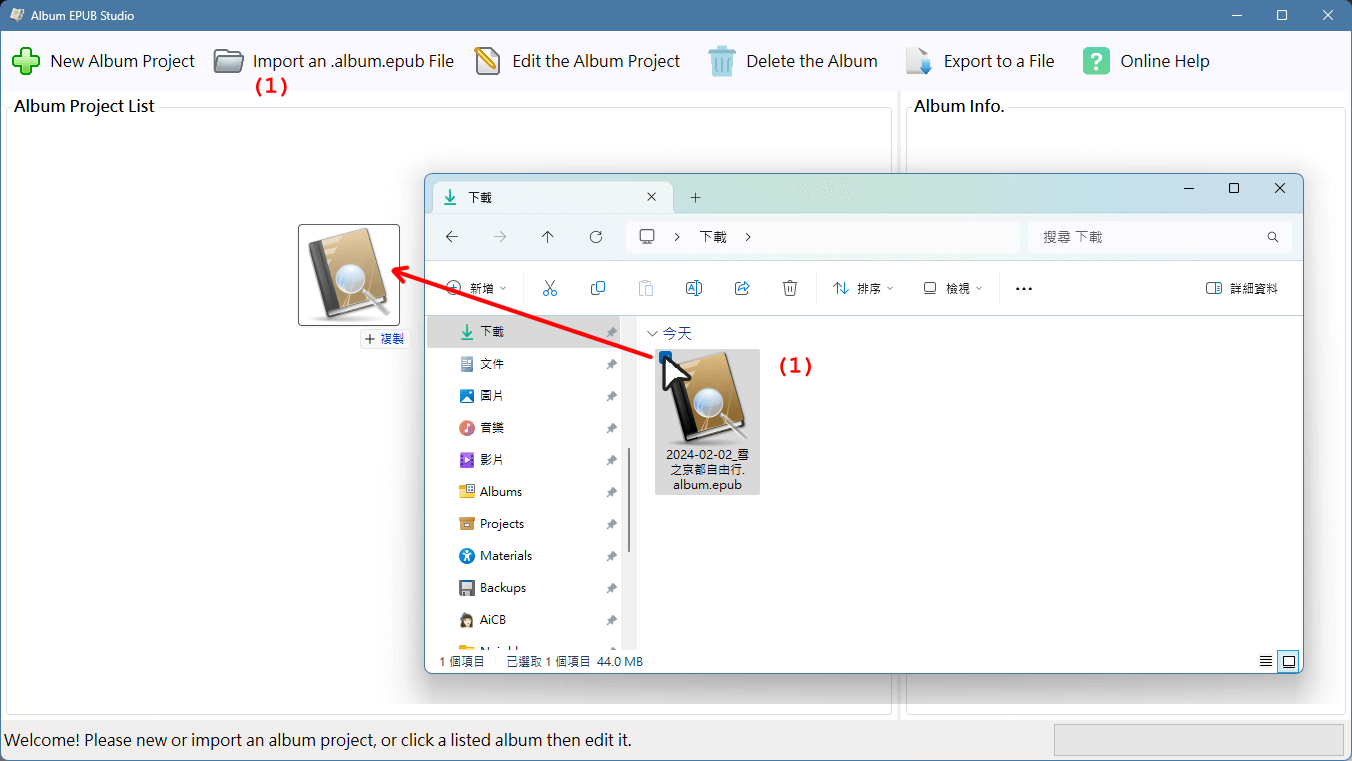 Album EPUB Studio
New Album Project
Import an .album.epub File
Edit the Album Project
Delete the Album
Export to a File
Online Help
(1)
Album Project List
Album Info.
下載
下載
搜尋 下載
新增
排序
檢視
詳細資料
下載
文件
圖片
音樂
影片
Albums
Projects
Materials
Backups
AiCB
今天
(1)
2024-02-02_雲
之京都自由行.
album.epub
+ 複製
1 個項目
已選取 1 個項目 44.0 MB
Welcome! Please new or import an album project, or click a listed album then edit it.